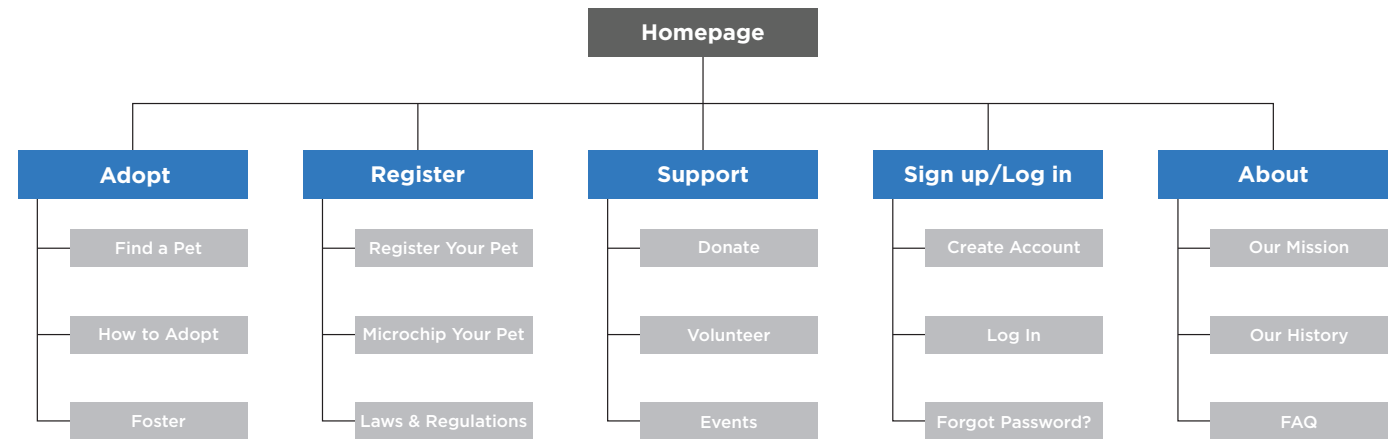 Homepage
Adopt
Register
Support
Sign up/Log in
About
Find a Pet
Register Your Pet
Donate
Create Account
Our Mission
How to Adopt
Microchip Your Pet
Volunteer
Log In
Our History
Foster
Laws & Regulations
Events
Forgot Password?
FAQ